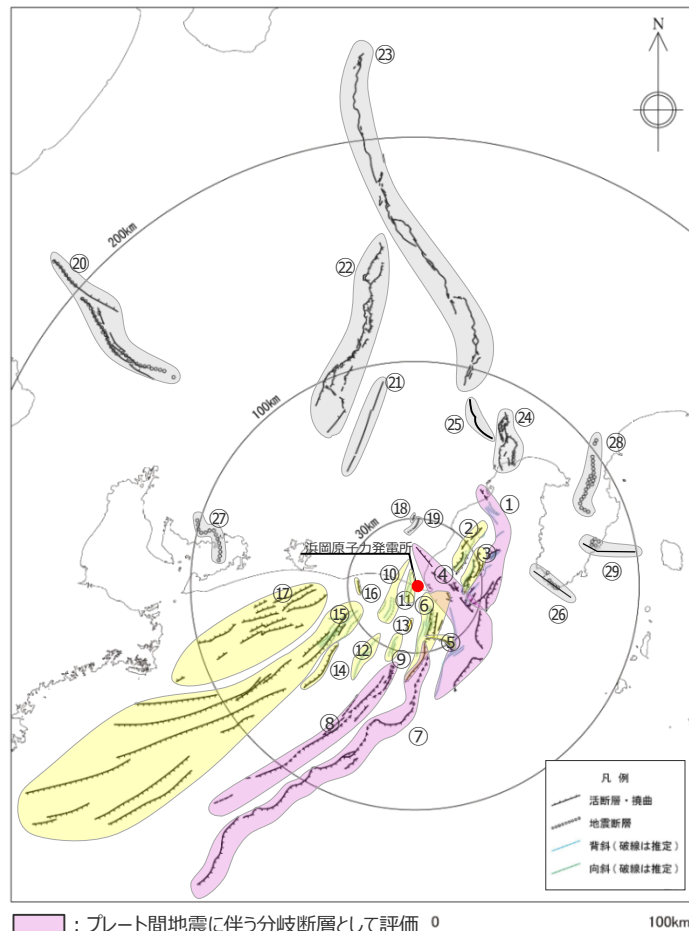 ㉓
N
200km
⑳
㉒
㉑
100km
㉕
㉔
㉘
①
⑱
⑲
30km
②
㉗
浜岡原子力発電所
③
㉙
④
⑩
⑰
⑯
⑪
⑥
㉖
⑮
⑬
⑤
⑫
⑨
⑭
⑧
⑦
凡 例
活断層・撓曲
地震断層
背斜(破線は推定)
向斜(破線は推定)
:プレート間地震に伴う分岐断層として評価
0 100km